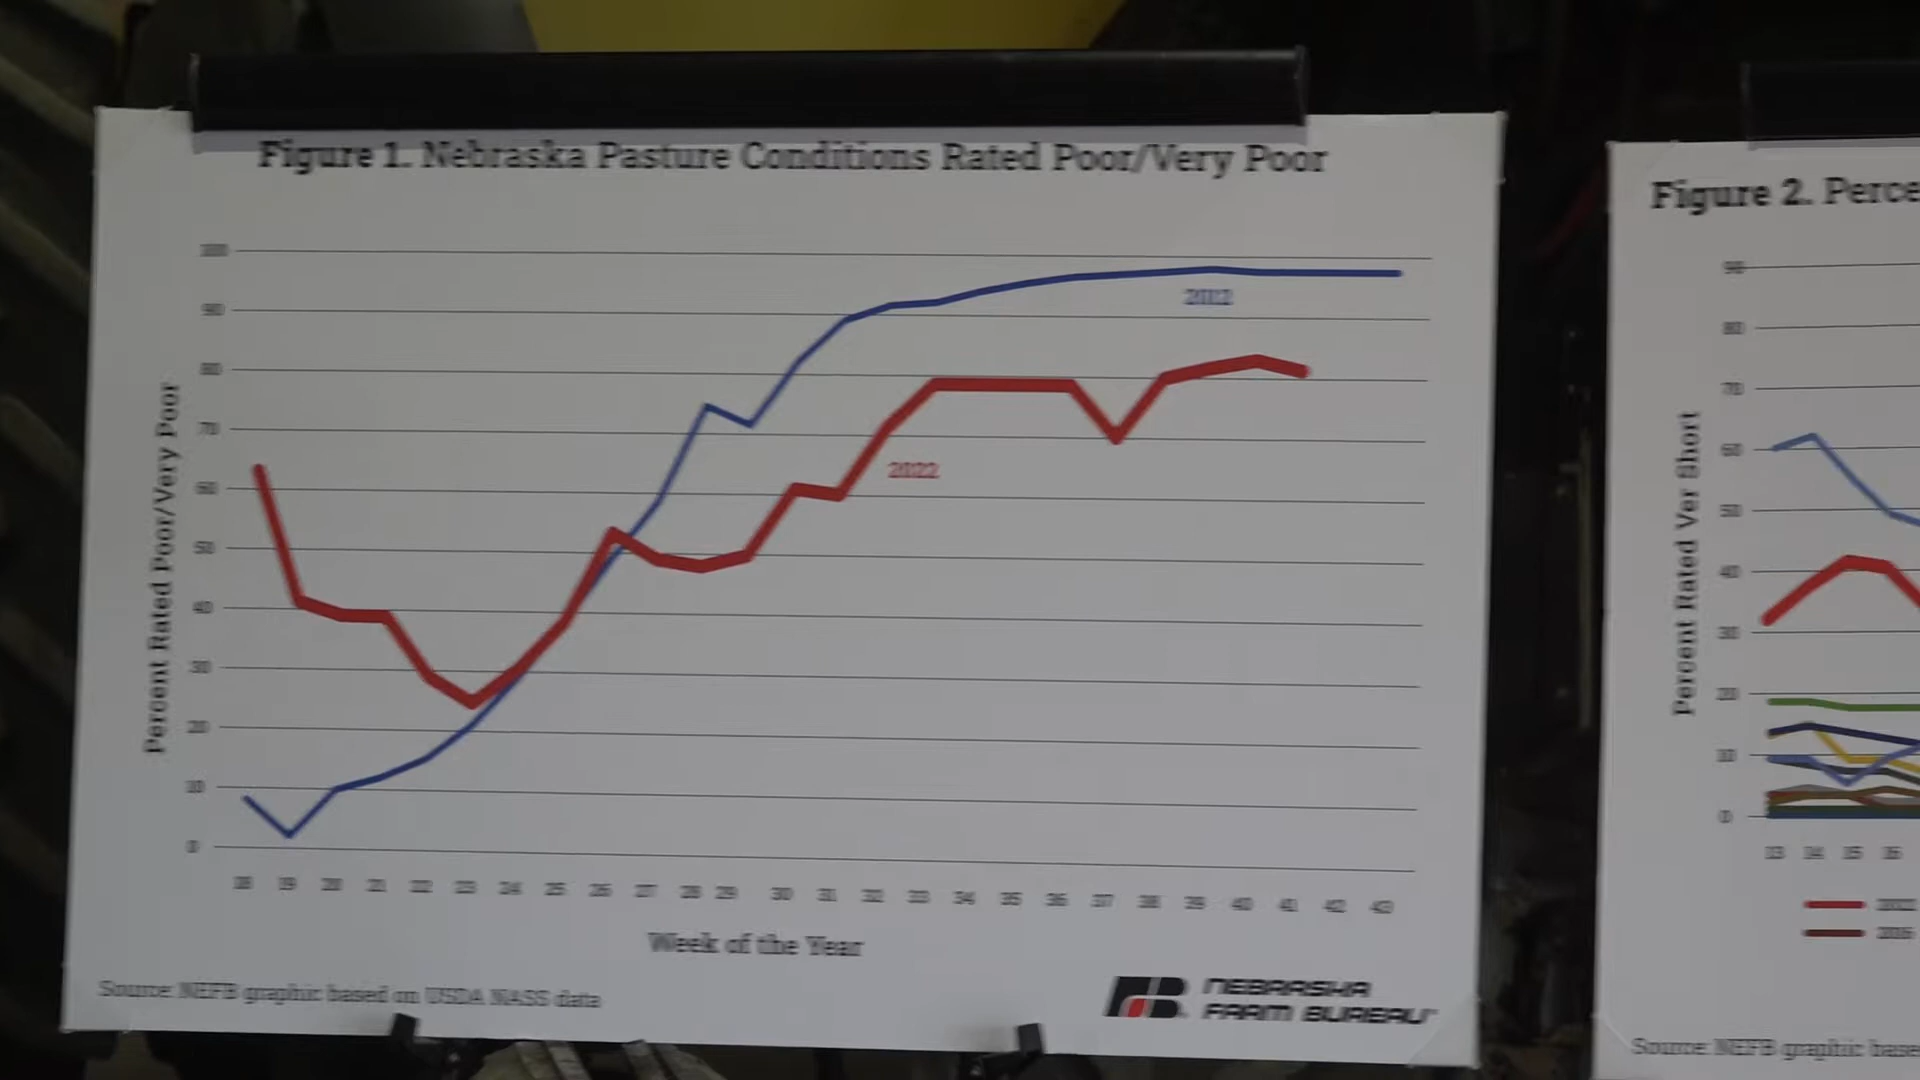 Figure 1. Nebraska Pasture Conditions Rated Poor/Very Poor
100
90
80
70
60
50
40
30
20
10
0
Percent Rated Poor/Very Poor
2012
2022
18 19 20 21 22 23 24 25 26 27 28 29 30 31 32 33 34 35 36 37 38 39 40 41 42 43
Week of the Year
Source: NEFB graphic based on USDA NASS data
NEBRASKA
FARM BUREAU
Figure 2. Perce
90
80
70
60
50
40
30
20
10
0
Percent Rated Ver Short
13 14 15 16
2022
Source: NEFB graphic base